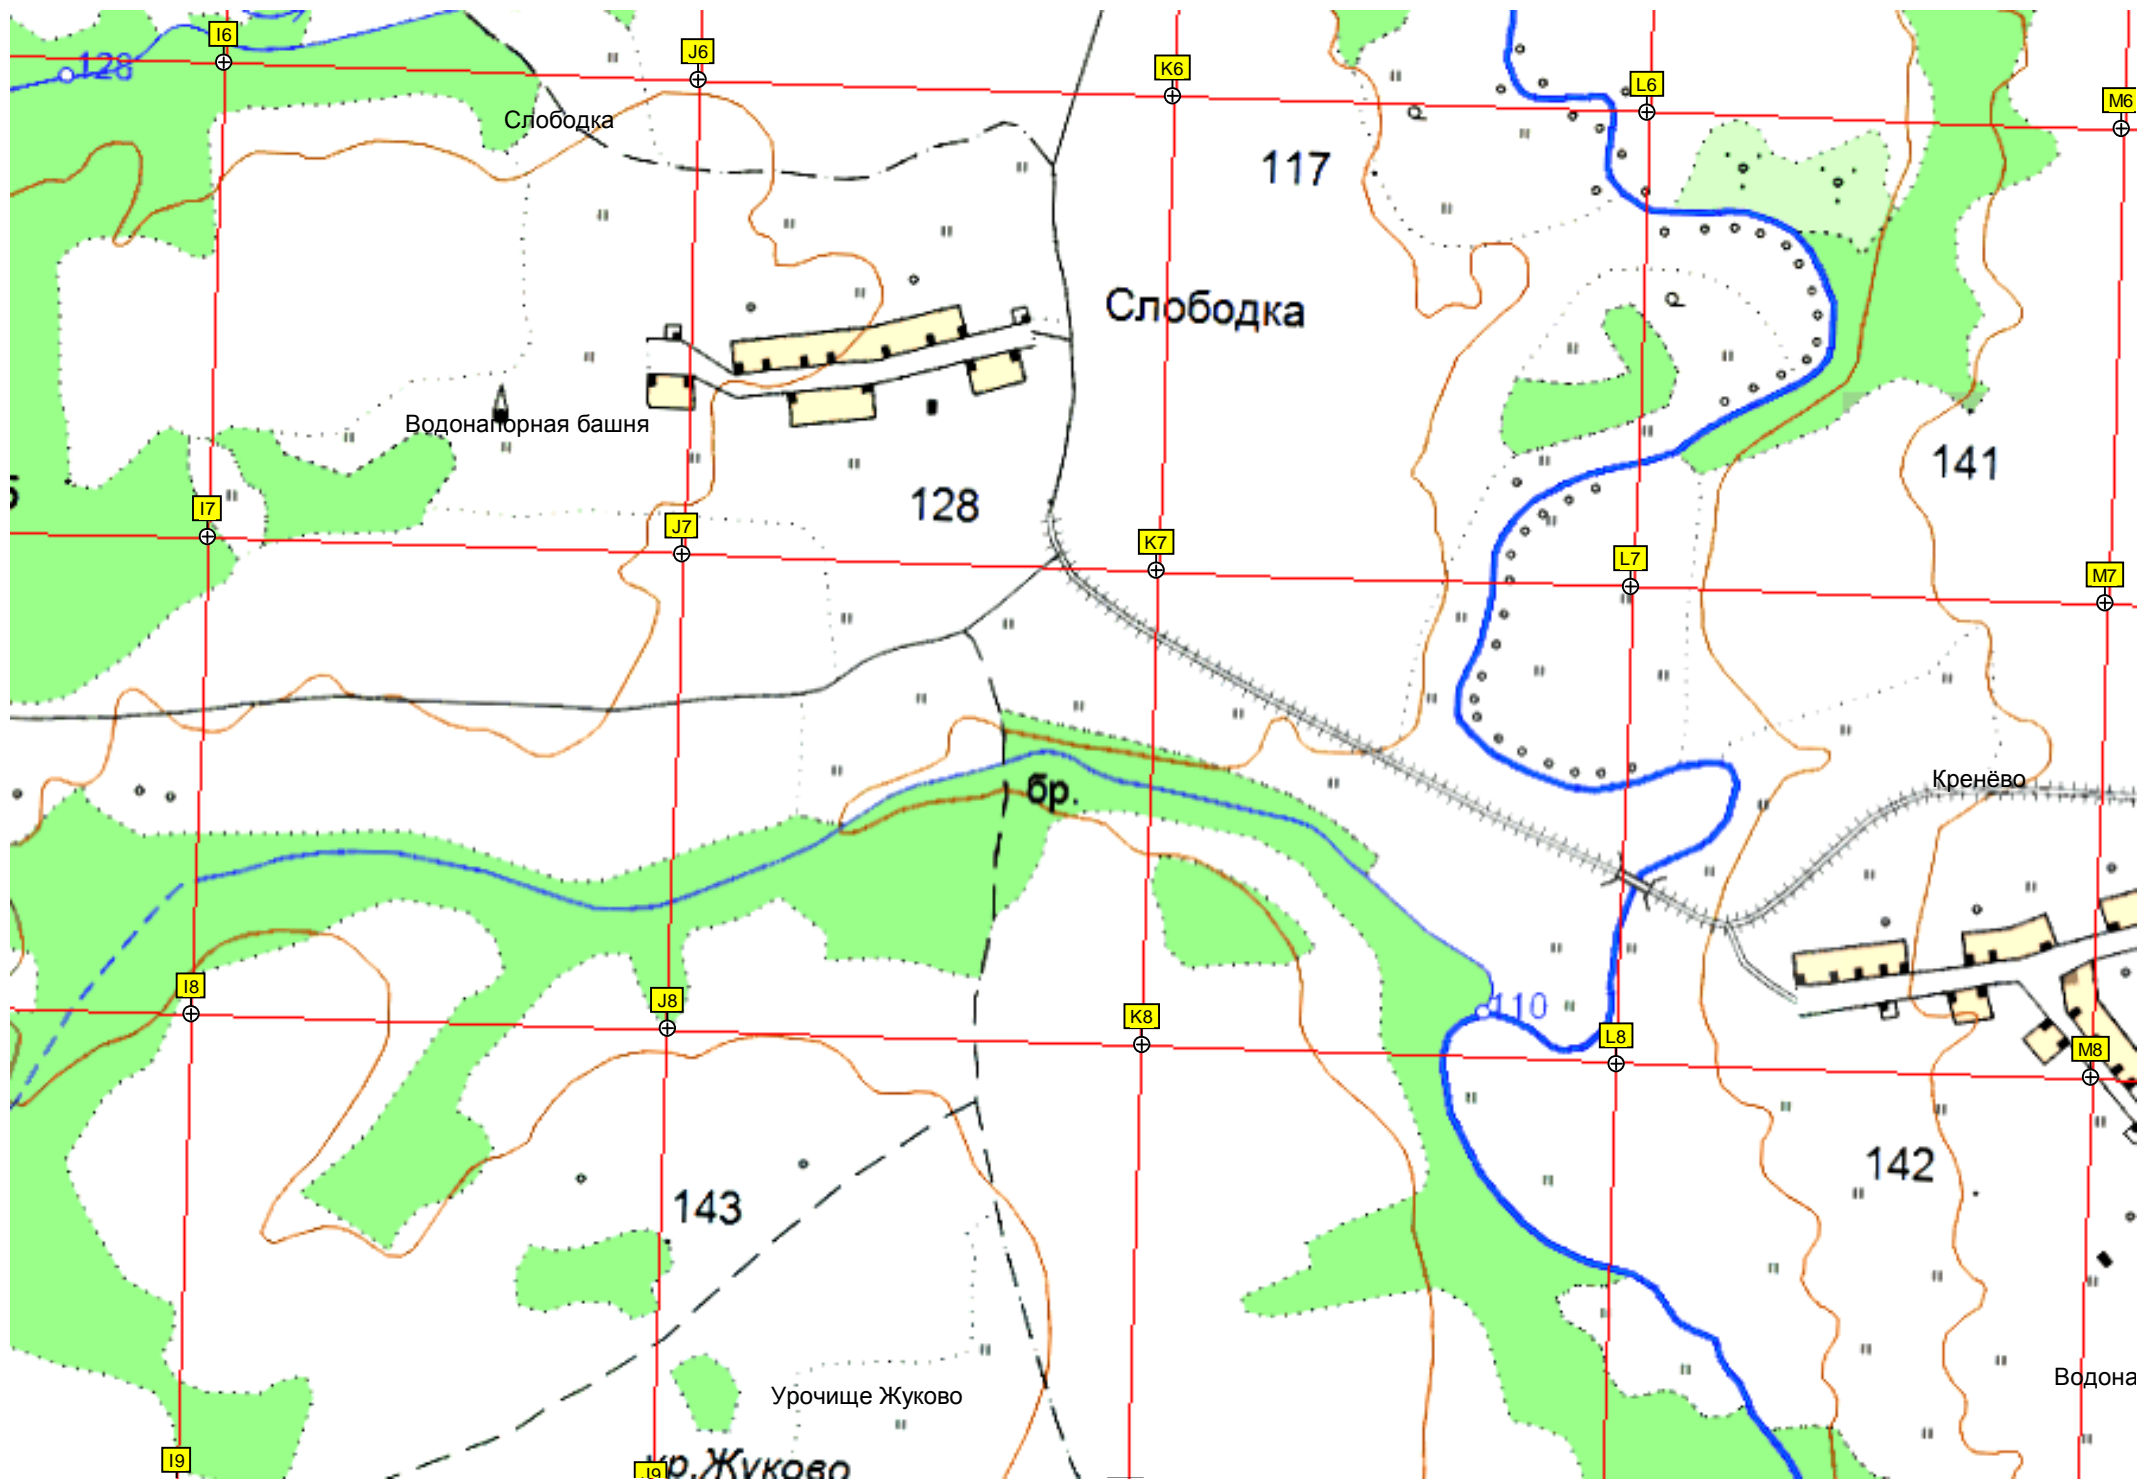 I6
J6
K6
L6
M6
128
Слободка
117
Слободка
Водонапорная башня
141
128
I7
J7
K7
L7
M7
бр.
Кренёво
I8
J8
K8
110
L8
M8
142
143
Водона
Урочище Жуково
I9
J9
ур.Жуково